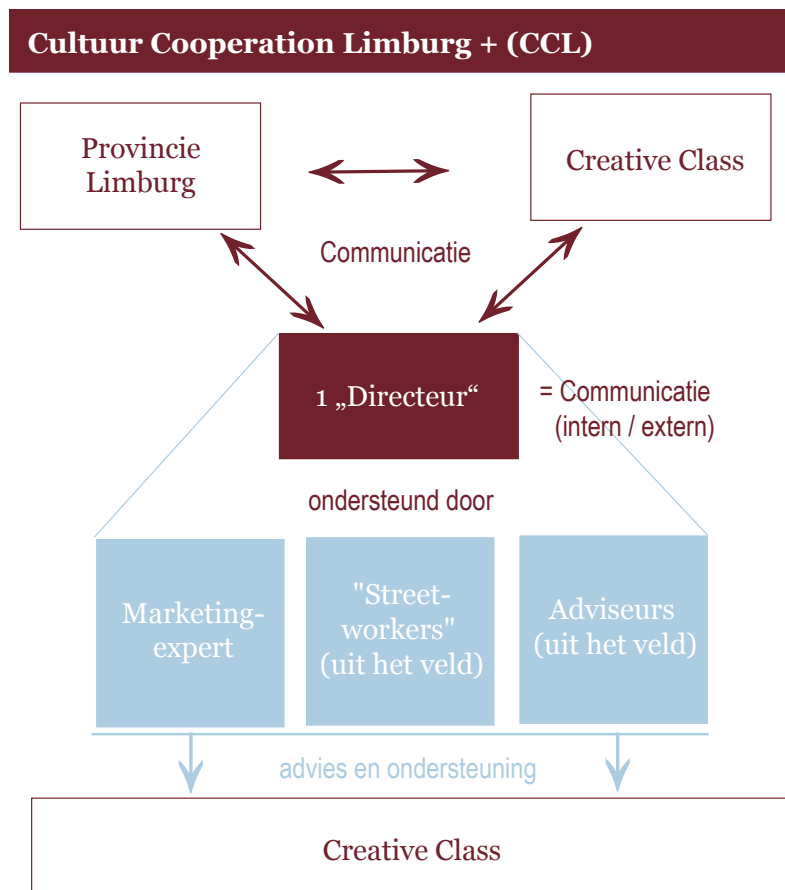 Cultuur Cooperation Limburg + (CCL)
Provincie
Limburg
Creative Class
Communicatie
1 „Directeur“
= Communicatie
(intern / extern)
ondersteund door
Marketing-
expert
"Street-
workers"
(uit het veld)
Adviseurs
(uit het veld)
advies en ondersteuning
Creative Class